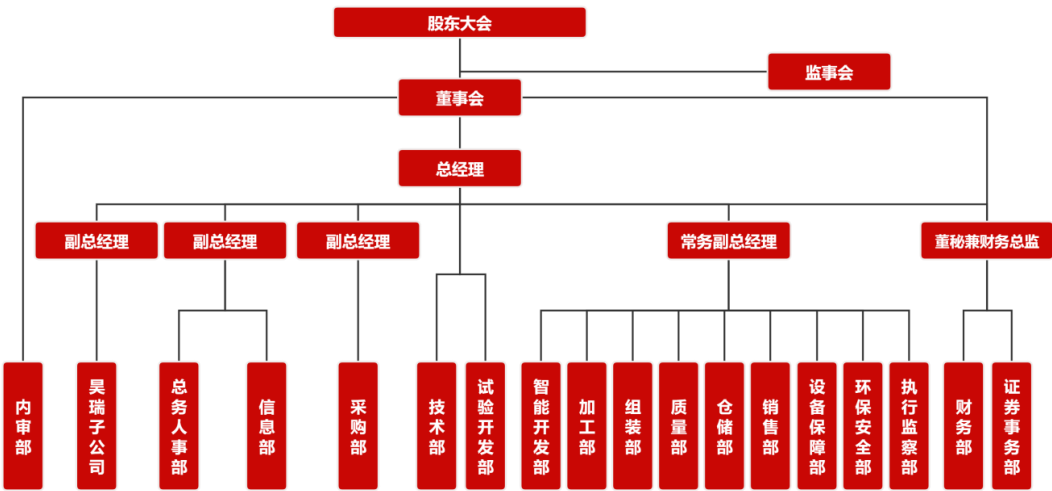 股东大会
监事会
董事会
总经理
副总经理
副总经理
副总经理
常务副总经理
董秘兼财务总监
内审部
昊瑞子公司
总务人事部
信息部
采购部
技术部
试验开发部
智能开发部
加工部
组装部
质量部
仓储部
销售部
设备保障部
环保安全部
执行监察部
财务部
证券事务部